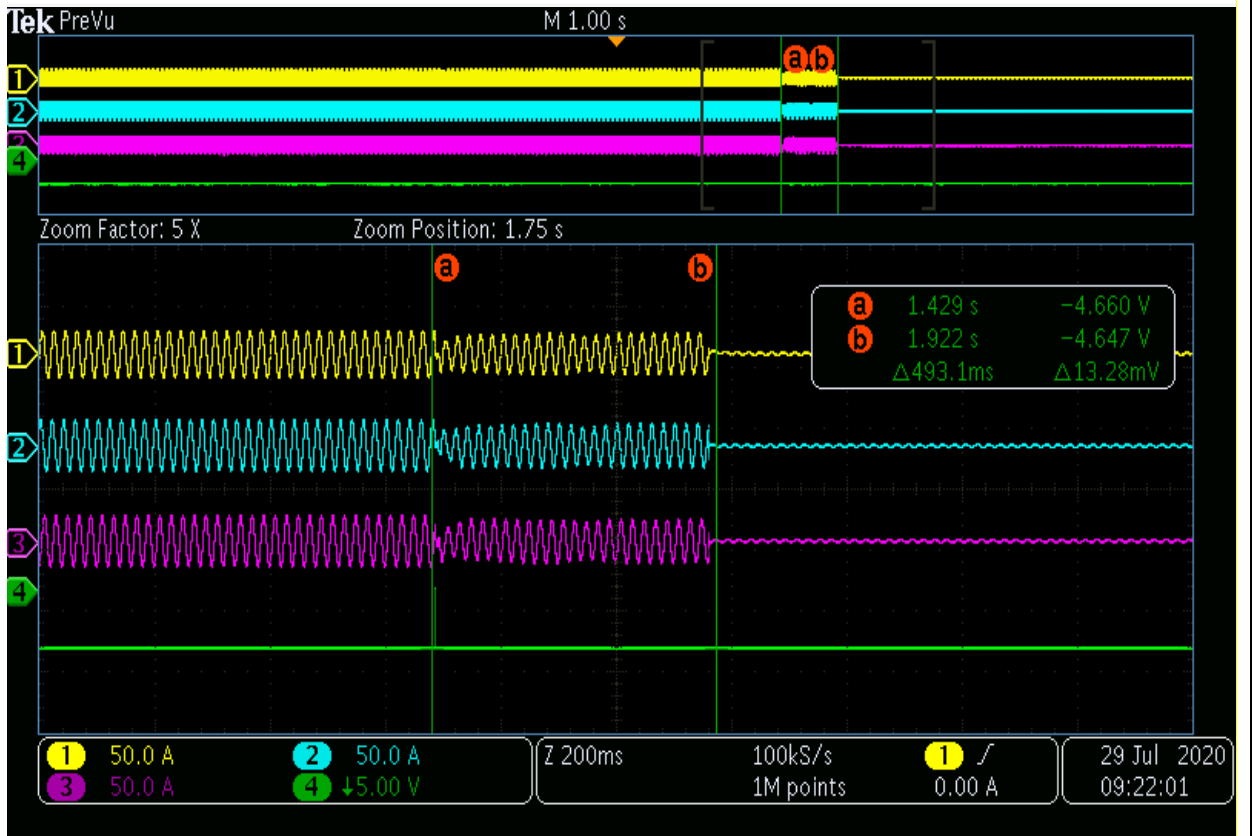 Tek PreVu M 1.00 s
a b
1
2
3
4
Zoom Factor: 5 X Zoom Position: 1.75 s
a b
a 1.429 s -4.660 V
b 1.922 s -4.647 V
△493.1ms △13.28mV
1
2
3
4
1 50.0 A 2 50.0 A Z 200ms 100kS/s 1 29 Jul 2020
3 50.0 A 4 ↓5.00 V 1M points 0.00 A 09:22:01